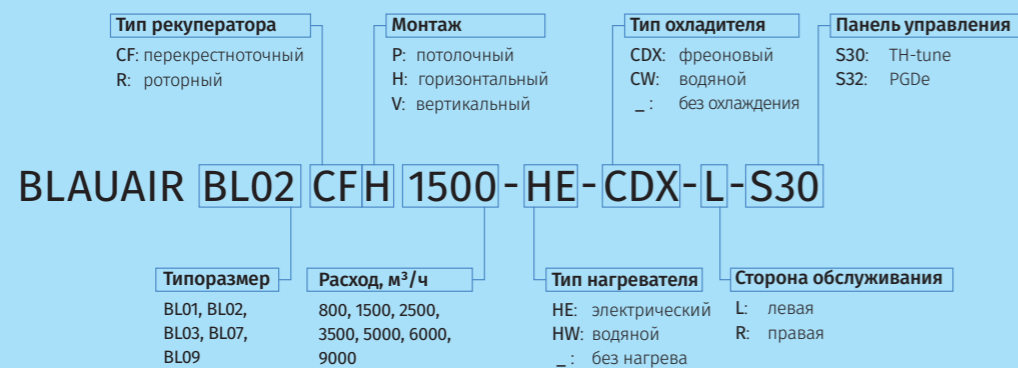 Тип рекуператора
CF: перекрестноточный
R: роторный
Монтаж
P: потолочный
H: горизонтальный
V: вертикальный
Тип охладителя
CDX: фреоновый
CW: водяной
_ : без охлаждения
Панель управления
S30: TH-tune
S32: PGDe
BLAUAIR BL02 CFH 1500-HE-CDX-L-S30
Типоразмер
BL01, BL02,
BL03, BL07,
BL09
Расход, м³/ч
800, 1500, 2500,
3500, 5000, 6000,
9000
Тип нагревателя
HE: электрический
HW: водяной
_ : без нагрева
Сторона обслуживания
L: левая
R: правая